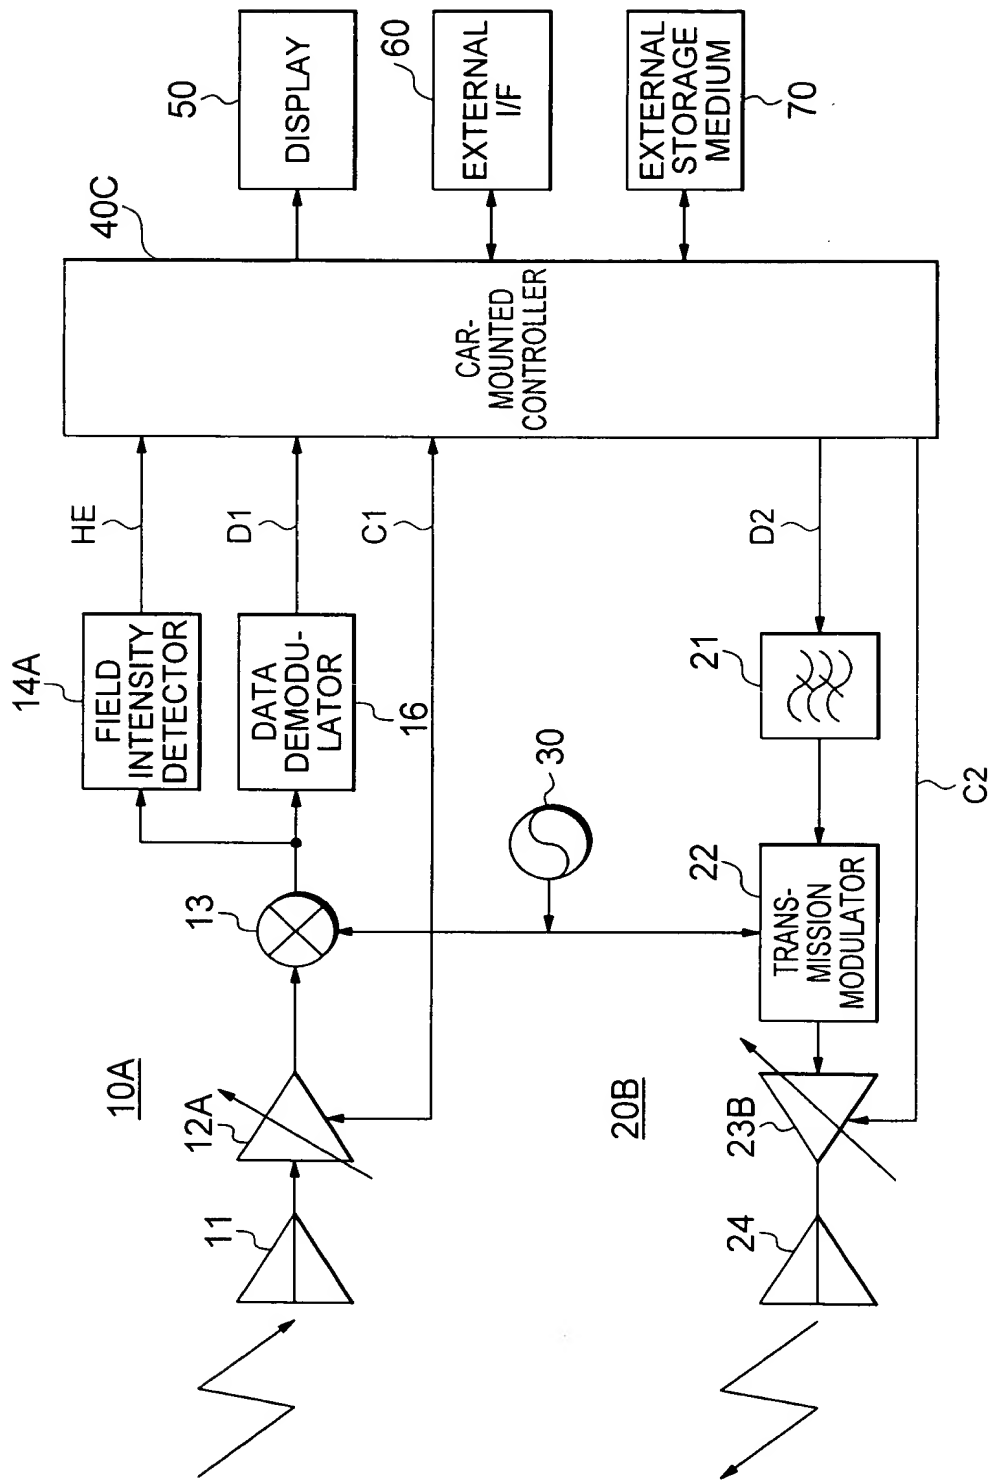 10A
11
12A
13
14A
FIELD
INTENSITY
DETECTOR
HE
DATA
DEMODU-
LATOR
16
D1
C1
30
40C
CAR-
MOUNTED
CONTROLLER
50
DISPLAY
60
EXTERNAL
I/F
EXTERNAL
STORAGE
MEDIUM
70
20B
24
23B
22
TRANS-
MISSION
MODULATOR
21
D2
C2